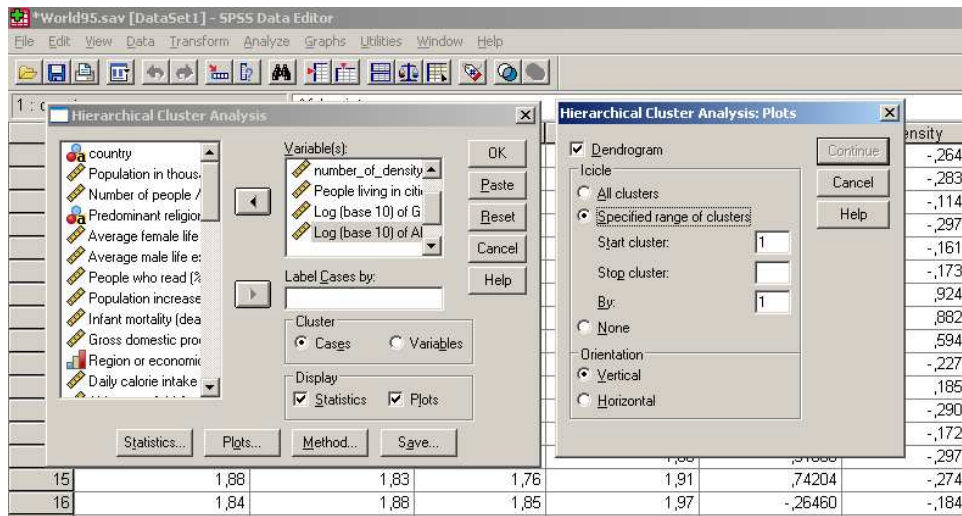 *World95.sav [DataSet1] - SPSS Data Editor
File Edit View Data Transform Analyze Graphs Utilities Window Help
1 :
Hierarchical Cluster Analysis
country
Population in thous
Number of people /
Predominant religior
Average female life
Average male life e
People who read (%
Population increase
Infant mortality (dea
Gross domestic pro
Region or economic
Daily calorie intake
Variable(s):
number_of_density
People living in citi
Log (base 10) of G
Log (base 10) of AI
Label Cases by:
Cluster
Cases Variables
Display
Statistics Plots
OK
Paste
Reset
Cancel
Help
Statistics... Plots... Method... Save...
Hierarchical Cluster Analysis: Plots
Dendrogram
Icicle
All clusters
Specified range of clusters
Start cluster: 1
Stop cluster:
By: 1
None
Orientation
Vertical
Horizontal
Continue
Cancel
Help
ensity
-,264
-,283
-,114
-,297
-,161
-,173
,924
,882
,594
-,227
,185
-,290
-,172
-,297
15 1,88 1,83 1,76 1,91 ,74204 -,274
16 1,84 1,88 1,85 1,97 -,26460 -,184